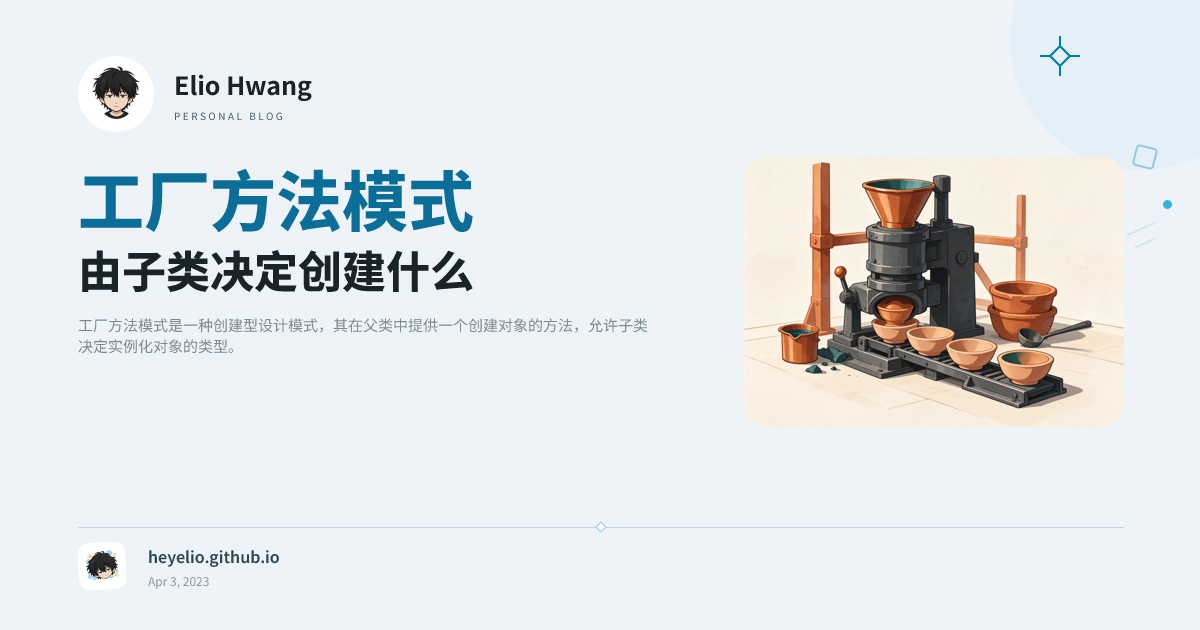 Elio Hwang
PERSONAL BLOG
工厂方法模式
由子类决定创建什么
工厂方法模式是一种创建型设计模式，其在父类中提供一个创建对象的方法，允许子类
决定实例化对象的类型。
heyelio.github.io
Apr 3, 2023